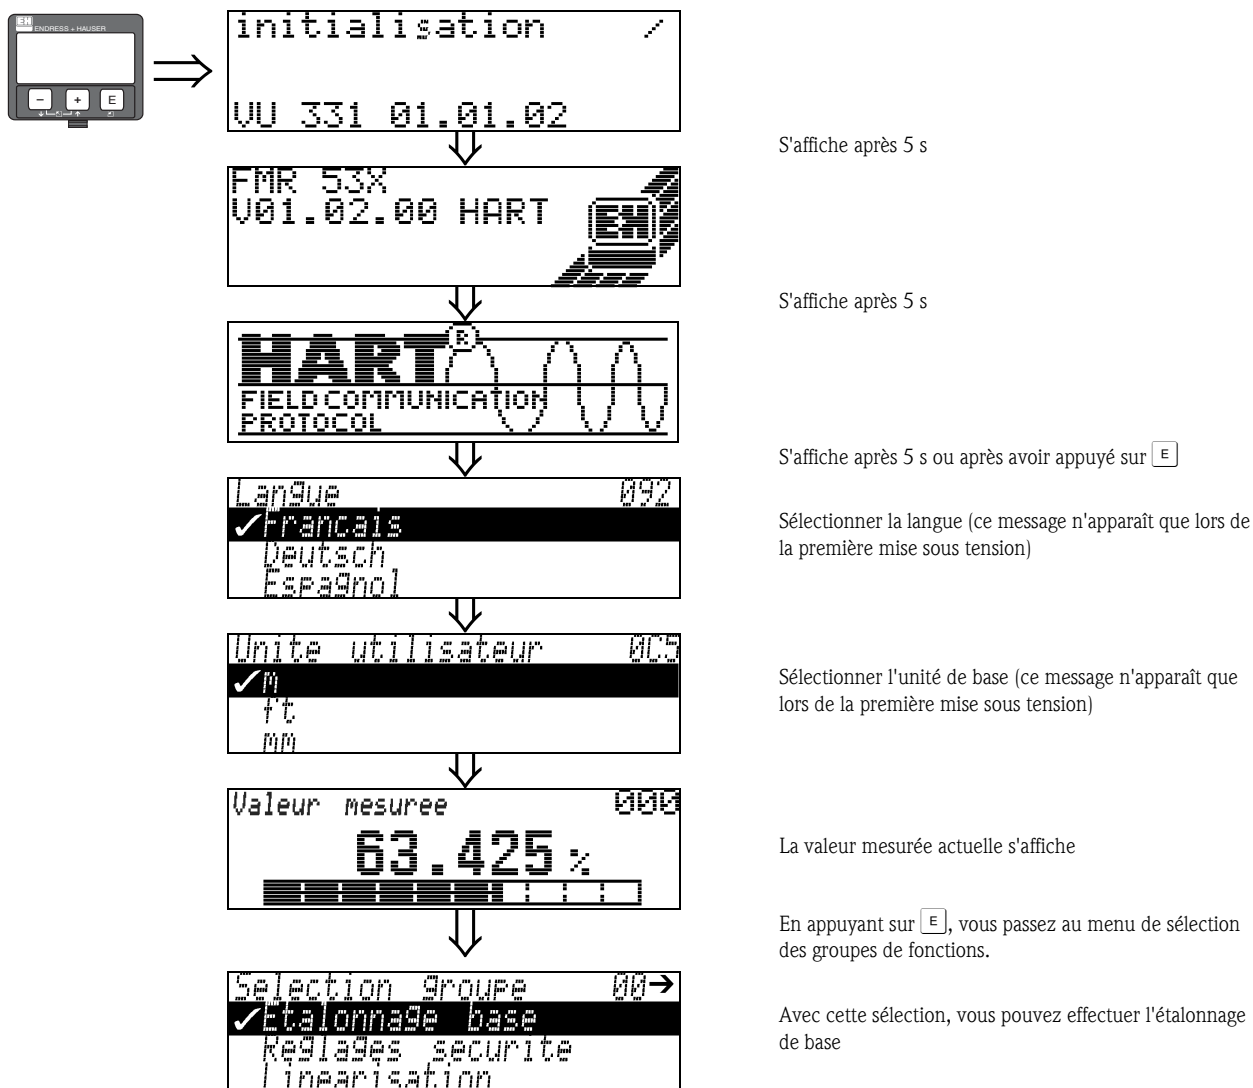 EH
ENDRESS + HAUSER
– + E
initialisation /
VU 331 01.01.02
S'affiche après 5 s
FMR 53X
V01.02.00 HART
EH
S'affiche après 5 s
HART®
FIELD COMMUNICATION
PROTOCOL
S'affiche après 5 s ou après avoir appuyé sur E
Langue 092
✓Francais
Deutsch
Espagnol
Sélectionner la langue (ce message n'apparaît que lors de
la première mise sous tension)
Unite utilisateur 0C5
✓m
ft
mm
Sélectionner l'unité de base (ce message n'apparaît que
lors de la première mise sous tension)
Valeur mesuree 000
63.425 %
La valeur mesurée actuelle s'affiche
En appuyant sur E, vous passez au menu de sélection
des groupes de fonctions.
Selection groupe 00→
✓Etalonnage base
Reglages securite
Linearisation
Avec cette sélection, vous pouvez effectuer l'étalonnage
de base